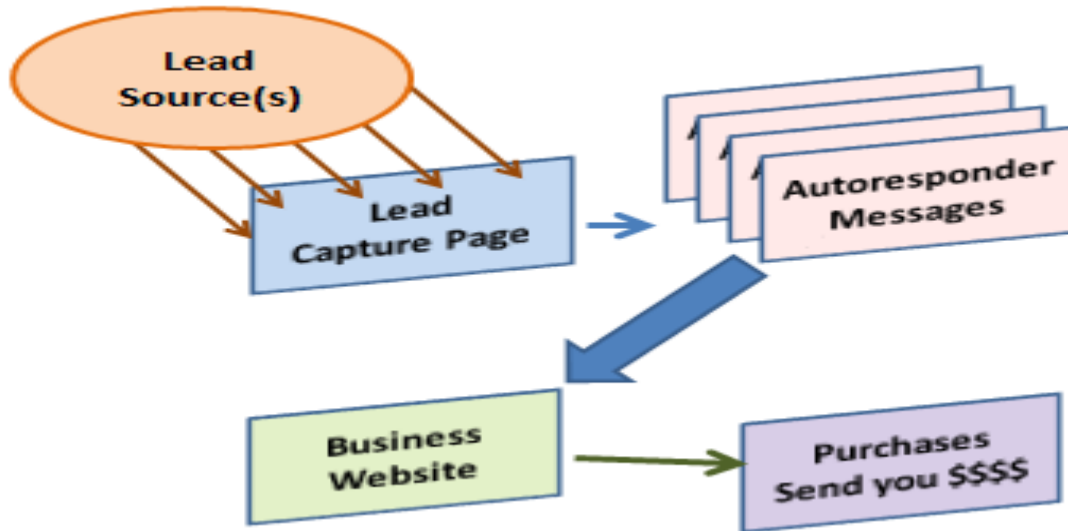 Lead
Source(s)
Lead
Capture Page
A
A
A
Autoresponder
Messages
Business
Website
Purchases
Send you $$$$